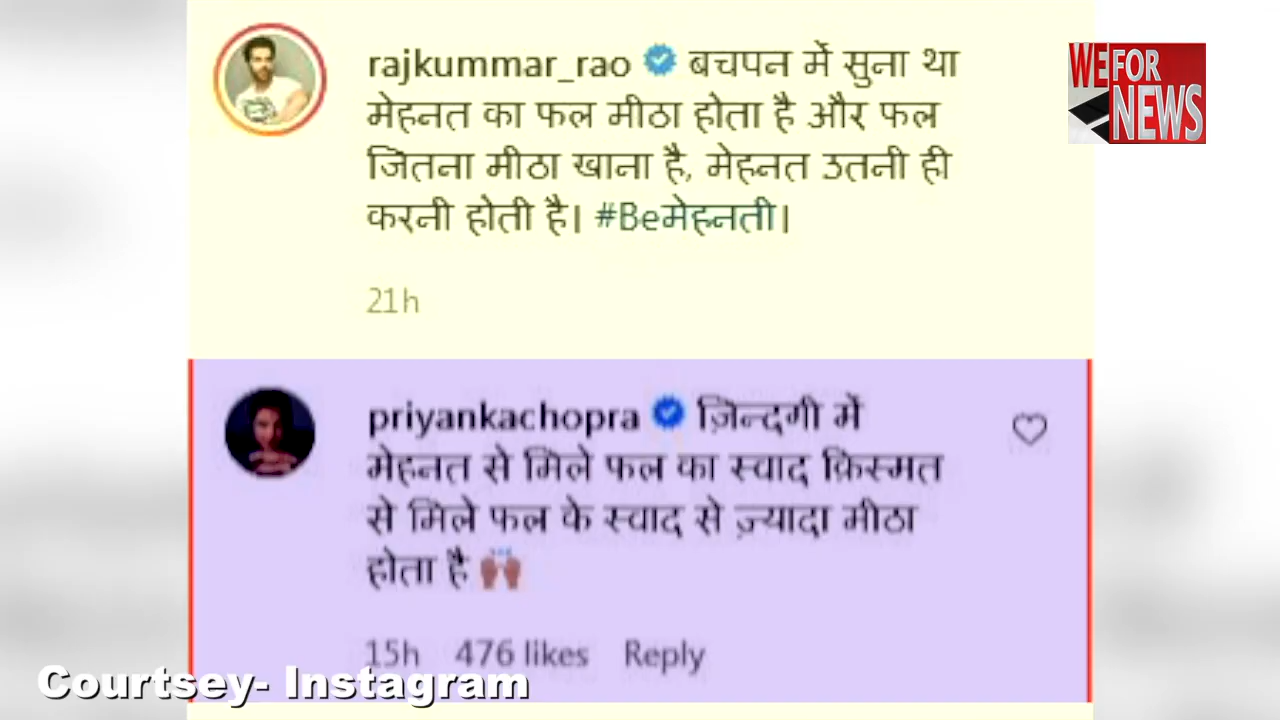 rajkummar_rao बचपन में सुना था
मेहनत का फल मीठा होता है और फल
जितना मीठा खाना है, मेहनत उतनी ही
करनी होती है। #Beमेहनती।
21h
WEFOR
NEWS
priyankachopra ज़िन्दगी में
मेहनत से मिले फल का स्वाद क़िस्मत
से मिले फल के स्वाद से ज़्यादा मीठा
होता है 🙌🏾
15h 476 likes Reply
Courtsey- Instagram